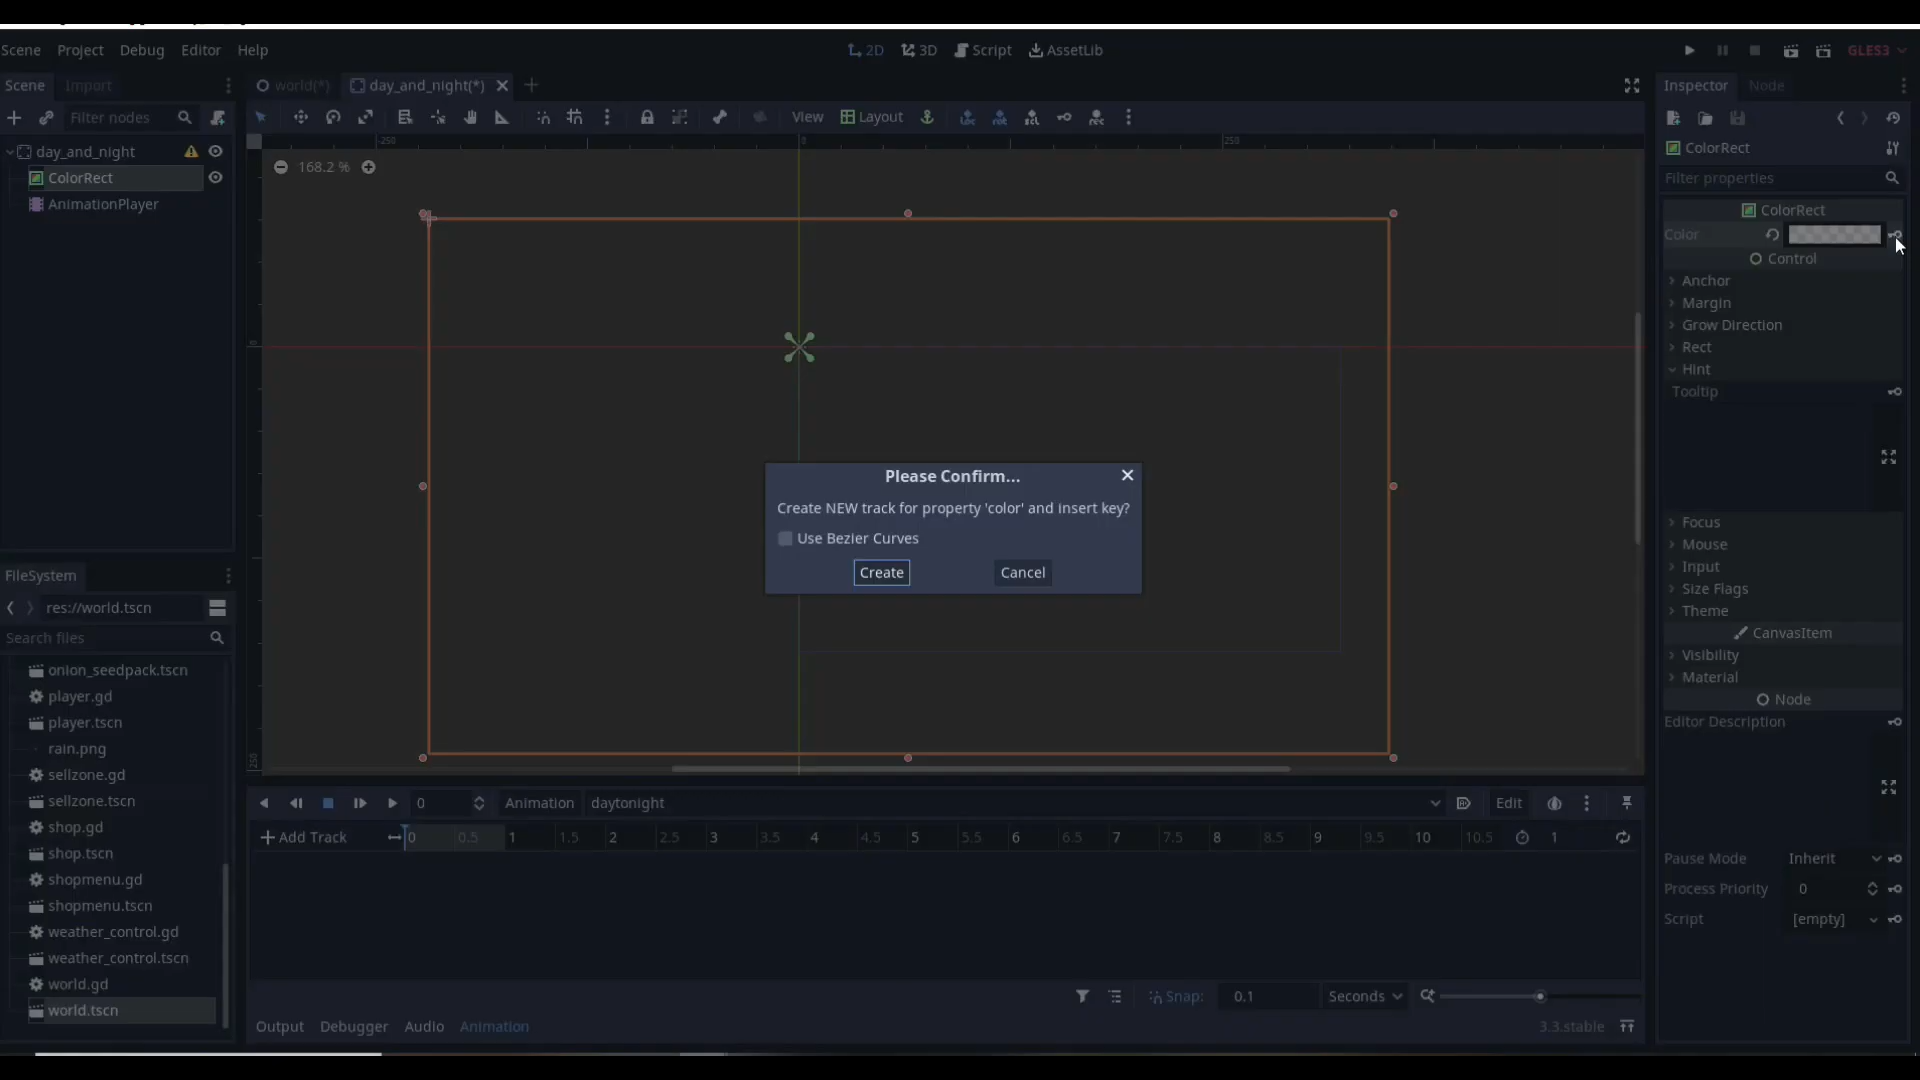 Scene Project Debug Editor Help
2D 3D Script AssetLib
GLES3
Scene Import
world(*) day_and_night(*)
Inspector Node
Filter nodes
View Layout
day_and_night
ColorRect
AnimationPlayer
-250 0 250
168.2 %
0
250
ColorRect
Filter properties
ColorRect
Color
Control
Anchor
Margin
Grow Direction
Rect
Hint
Tooltip
Focus
Mouse
Input
Size Flags
Theme
CanvasItem
Visibility
Material
Node
Editor Description
Pause Mode Inherit
Process Priority 0
Script [empty]
Please Confirm...
Create NEW track for property 'color' and insert key?
Use Bezier Curves
Create Cancel
FileSystem
res://world.tscn
Search files
onion_seedpack.tscn
player.gd
player.tscn
rain.png
sellzone.gd
sellzone.tscn
shop.gd
shop.tscn
shopmenu.gd
shopmenu.tscn
weather_control.gd
weather_control.tscn
world.gd
world.tscn
0 Animation daytonight Edit
Add Track 0 0.5 1 1.5 2 2.5 3 3.5 4 4.5 5 5.5 6 6.5 7 7.5 8 8.5 9 9.5 10 10.5 1
Snap: 0.1 Seconds
Output Debugger Audio Animation
3.3.stable